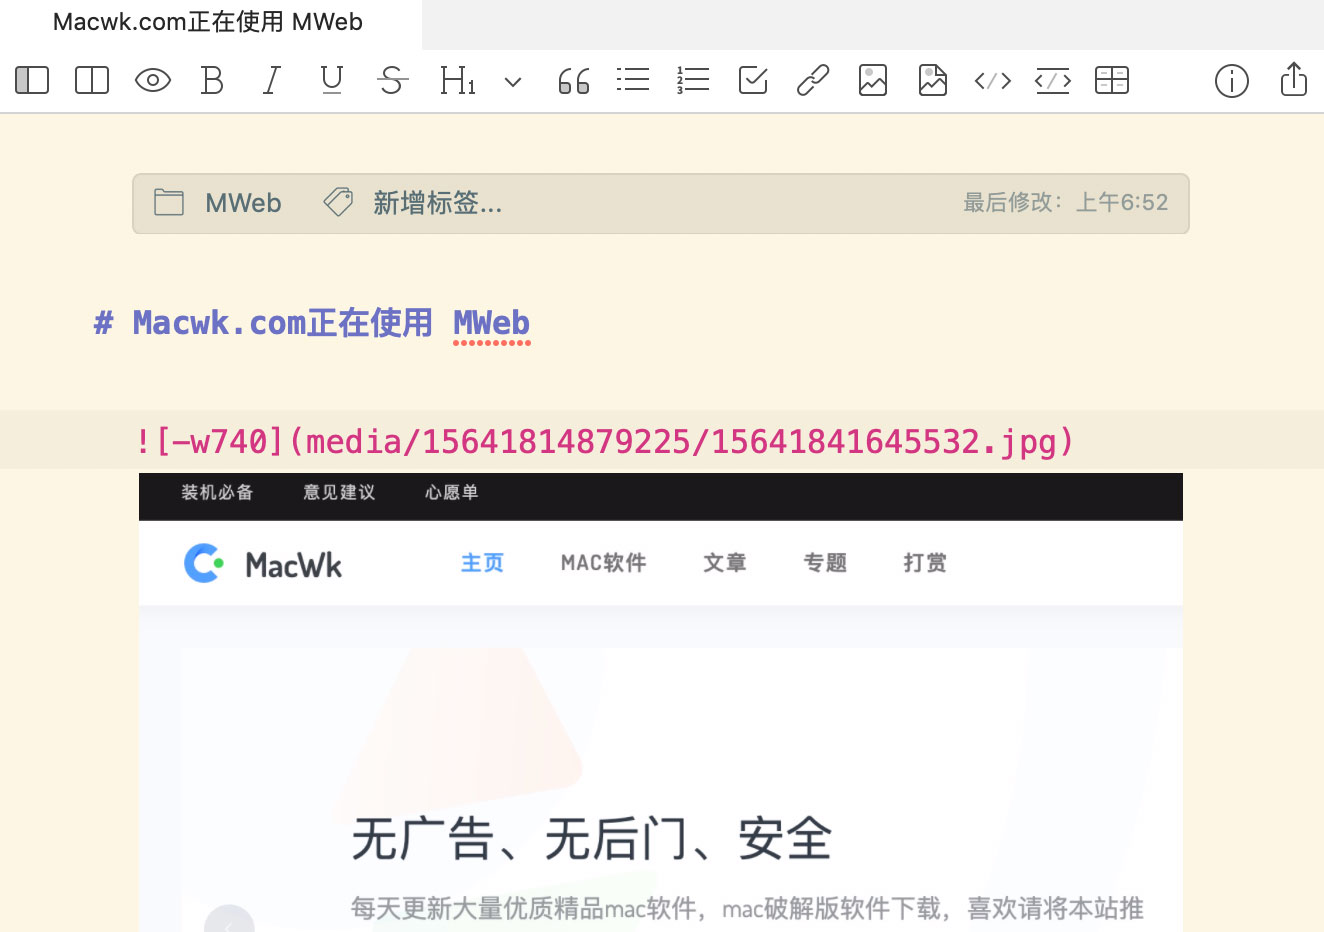 Macwk.com正在使用 MWeb
B I U S H1
MWeb 新增标签... 最后修改：上午6:52
# Macwk.com正在使用 MWeb
![-w740](media/15641814879225/15641841645532.jpg)
装机必备 意见建议 心愿单
MacWk 主页 MAC软件 文章 专题 打赏
无广告、无后门、安全
每天更新大量优质精品mac软件，mac破解版软件下载，喜欢请将本站推